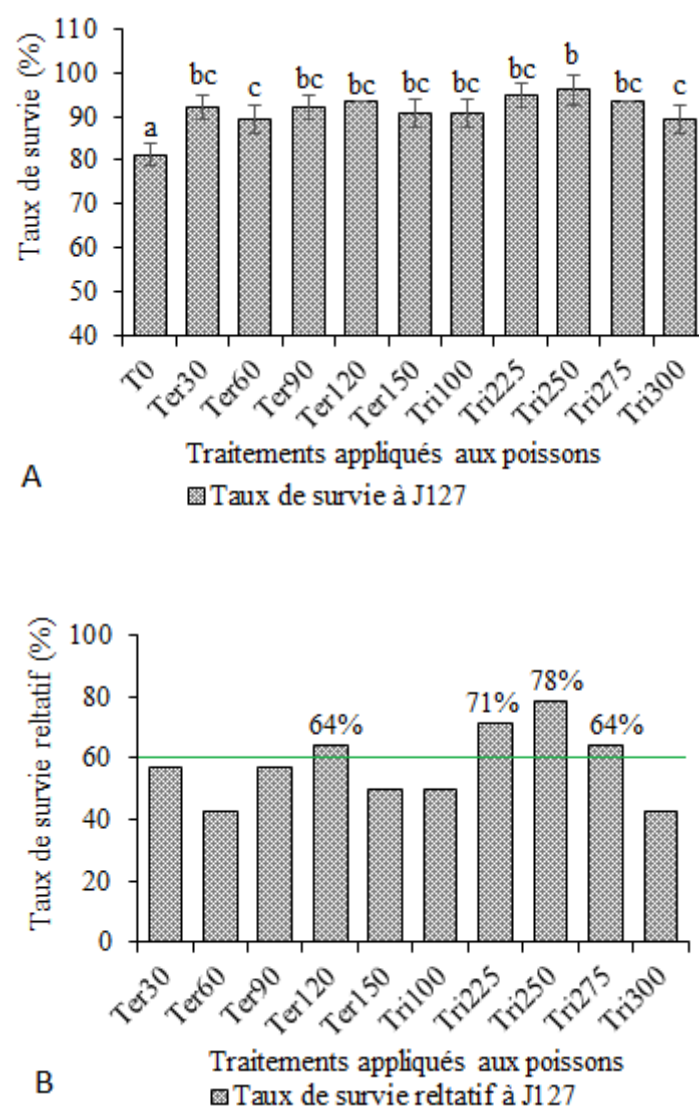 Taux de survie (%)
110
100
90
80
70
60
50
40
a
bc
c
bc
bc
bc
bc
bc
b
bc
c
T0
Ter30
Ter60
Ter90
Ter120
Ter150
Tri100
Tri225
Tri250
Tri275
Tri300
Traitements appliqués aux poissons
A
Taux de survie à J127
Taux de survie reltatif (%)
100
80
60
40
20
0
64%
71%
78%
64%
Ter30
Ter60
Ter90
Ter120
Ter150
Tri100
Tri225
Tri250
Tri275
Tri300
Traitements appliqués aux poissons
B
Taux de survie reltatif à J127